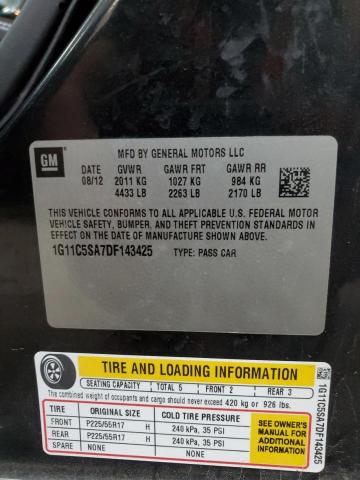 GM
MFD BY GENERAL MOTORS LLC
DATE GVWR GAWR FRT GAWR RR
08/12 2011 KG 1027 KG 984 KG
4433 LB 2263 LB 2170 LB
THIS VEHICLE CONFORMS TO ALL APPLICABLE U.S. FEDERAL MOTOR
VEHICLE SAFETY, BUMPER, AND THEFT PREVENTION STANDARDS IN
EFFECT ON THE DATE OF MANUFACTURE SHOWN ABOVE.
1G11C5SA7DF143425 TYPE: PASS CAR
TIRE AND LOADING INFORMATION
SEATING CAPACITY TOTAL 5 FRONT 2 REAR 3
The combined weight of occupants and cargo should never exceed 420 kg or 926 lbs.
TIRE ORIGINAL SIZE COLD TIRE PRESSURE
FRONT P225/55R17 H 240 kPa, 35 PSI
REAR P225/55R17 H 240 kPa, 35 PSI
SPARE NONE NONE
SEE OWNER'S
MANUAL FOR
ADDITIONAL
INFORMATION
1G11C5SA7DF143425